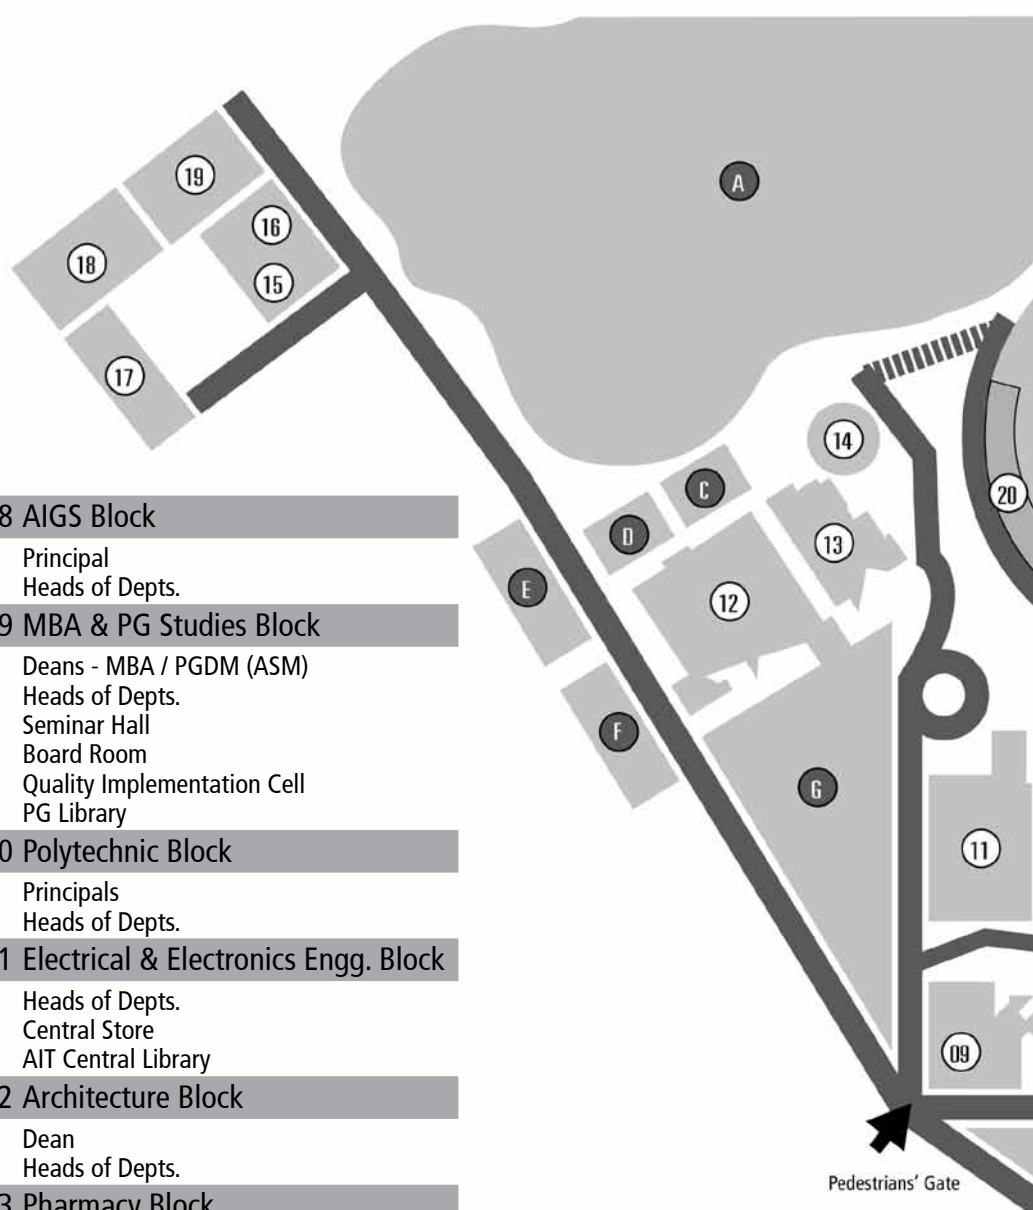 A
19
16
18
15
17
14
20
C
D
13
E
12
F
G
11
09
Pedestrians' Gate
8 AIGS Block
Principal
Heads of Depts.
9 MBA & PG Studies Block
Deans - MBA / PGDM (ASM)
Heads of Depts.
Seminar Hall
Board Room
Quality Implementation Cell
PG Library
0 Polytechnic Block
Principals
Heads of Depts.
1 Electrical & Electronics Engg. Block
Heads of Depts.
Central Store
AIT Central Library
2 Architecture Block
Dean
Heads of Depts.
3 Pharmacy Block